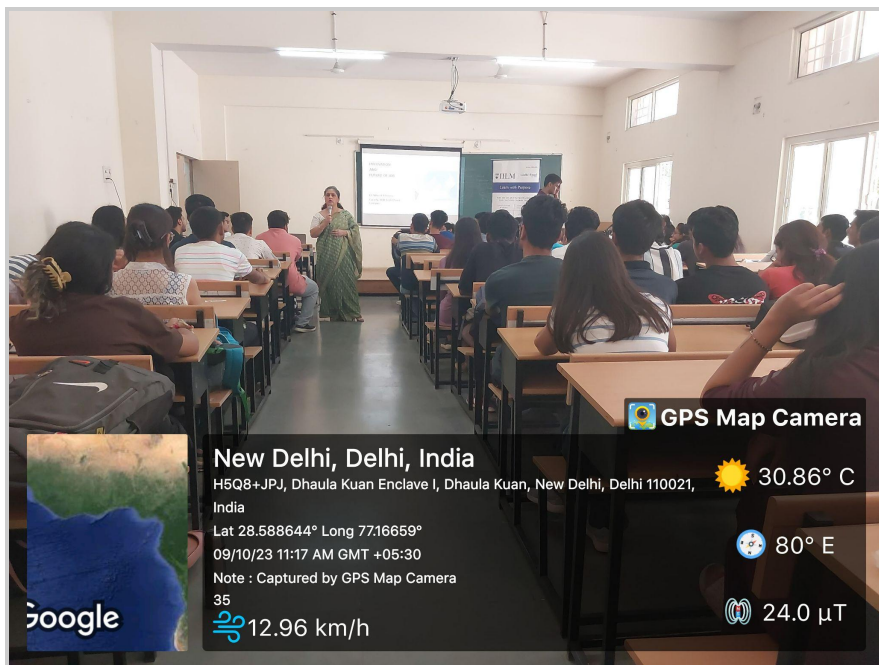 IILM
GPS Map Camera
New Delhi, Delhi, India
H5Q8+JPJ, Dhaula Kuan Enclave I, Dhaula Kuan, New Delhi, Delhi 110021,
India
Lat 28.588644° Long 77.16659°
09/10/23 11:17 AM GMT +05:30
Note : Captured by GPS Map Camera
35
12.96 km/h
30.86° C
80° E
24.0 µT
Google